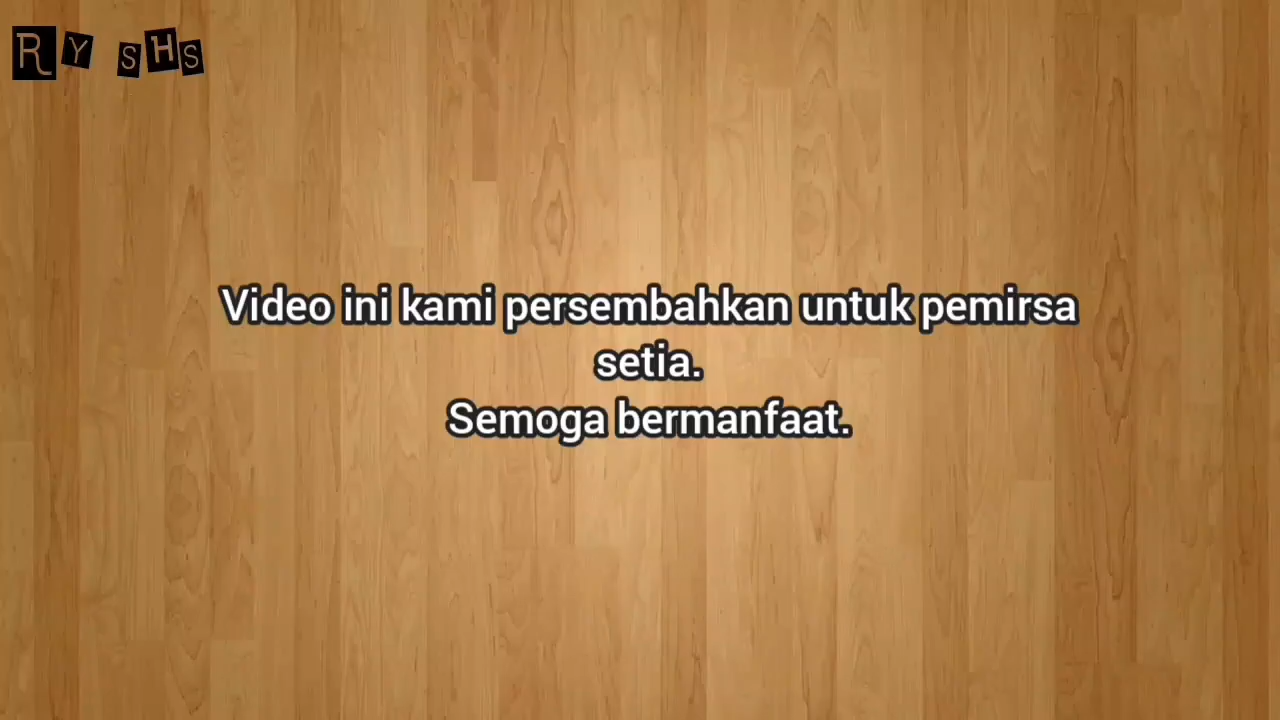 RY SHS
Video ini kami persembahkan untuk pemirsa
setia.
Semoga bermanfaat.